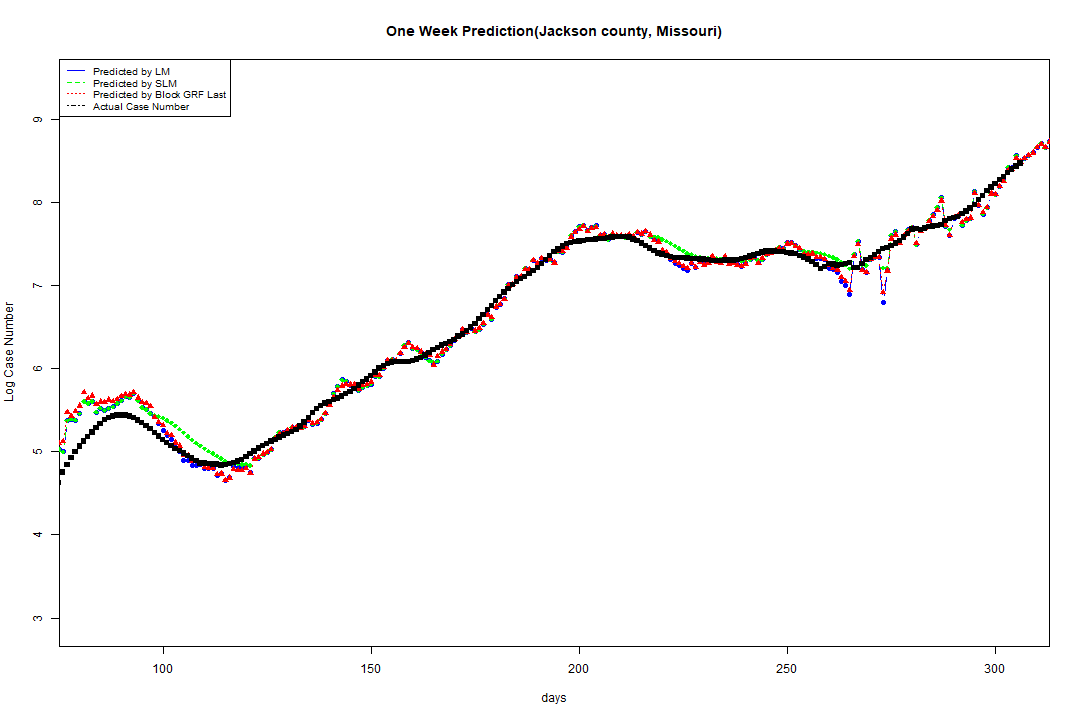 One Week Prediction(Jackson county, Missouri)
Predicted by LM
Predicted by SLM
Predicted by Block GRF Last
Actual Case Number
9
8
7
6
5
4
3
Log Case Number
100 150 200 250 300
days